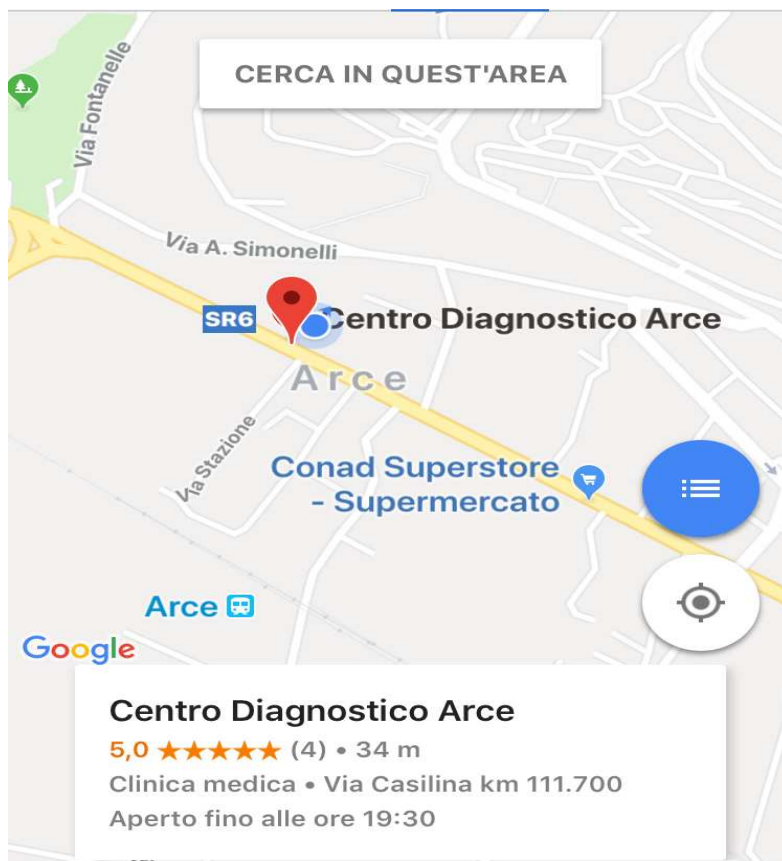 CERCA IN QUEST'AREA
Via Fontanelle
Via A. Simonelli
SR6
Centro Diagnostico Arce
Arce
Via Stazione
Conad Superstore
- Supermercato
Arce
Google
Centro Diagnostico Arce
5,0 ★★★★★ (4) • 34 m
Clinica medica • Via Casilina km 111.700
Aperto fino alle ore 19:30